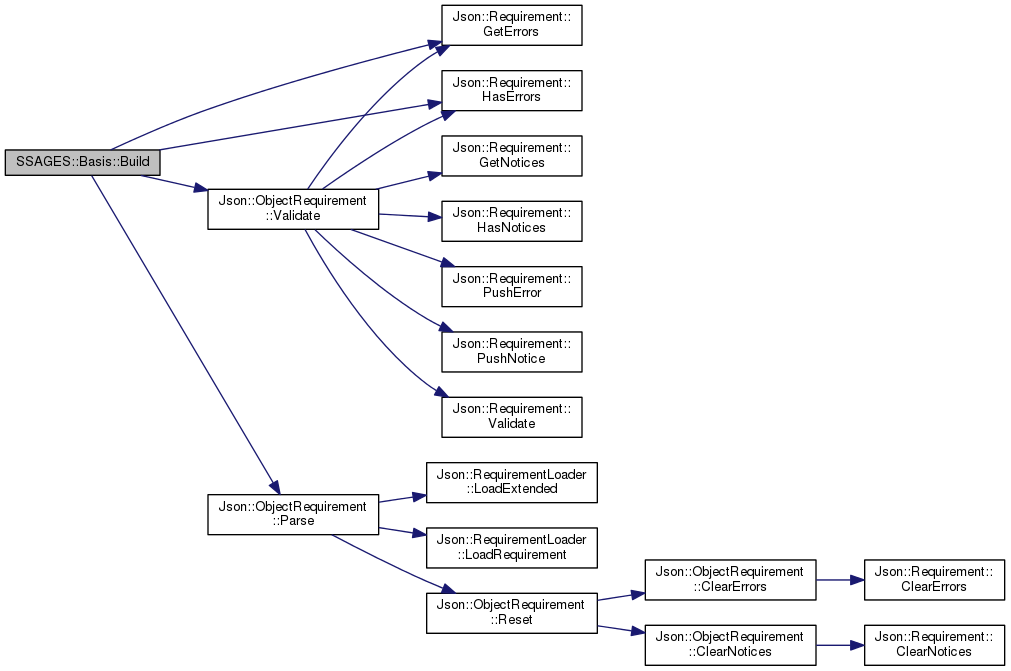 Json::Requirement::
GetErrors
Json::Requirement::
HasErrors
Json::Requirement::
GetNotices
SSAGES::Basis::Build
Json::ObjectRequirement
::Validate
Json::Requirement::
HasNotices
Json::Requirement::
PushError
Json::Requirement::
PushNotice
Json::Requirement::
Validate
Json::RequirementLoader
::LoadExtended
Json::ObjectRequirement
::Parse
Json::RequirementLoader
::LoadRequirement
Json::ObjectRequirement
::Reset
Json::ObjectRequirement
::ClearErrors
Json::Requirement::
ClearErrors
Json::ObjectRequirement
::ClearNotices
Json::Requirement::
ClearNotices